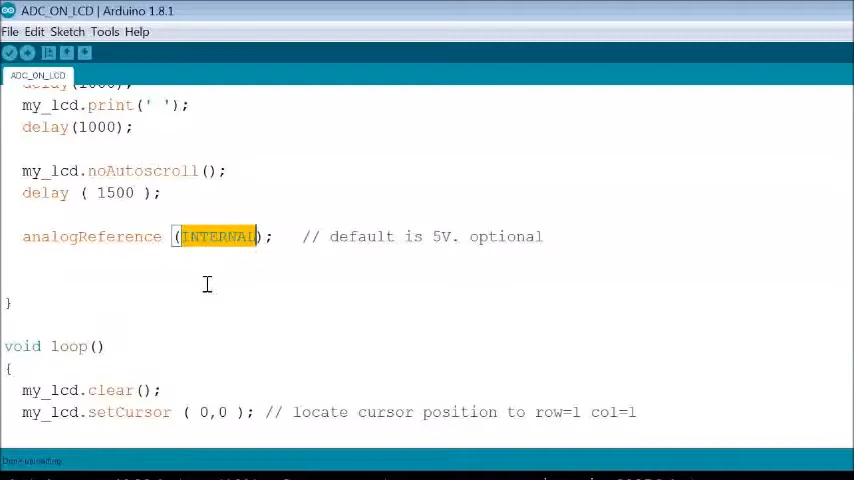 ADC_ON_LCD | Arduino 1.8.1
File Edit Sketch Tools Help
ADC_ON_LCD
delay(1000);
my_lcd.print(' ');
delay(1000);
my_lcd.noAutoscroll();
delay ( 1500 );
analogReference (INTERNAL);   // default is 5V. optional
}
void loop()
{
my_lcd.clear();
my_lcd.setCursor ( 0,0 ); // locate cursor position to row=1 col=1
Done uploading.